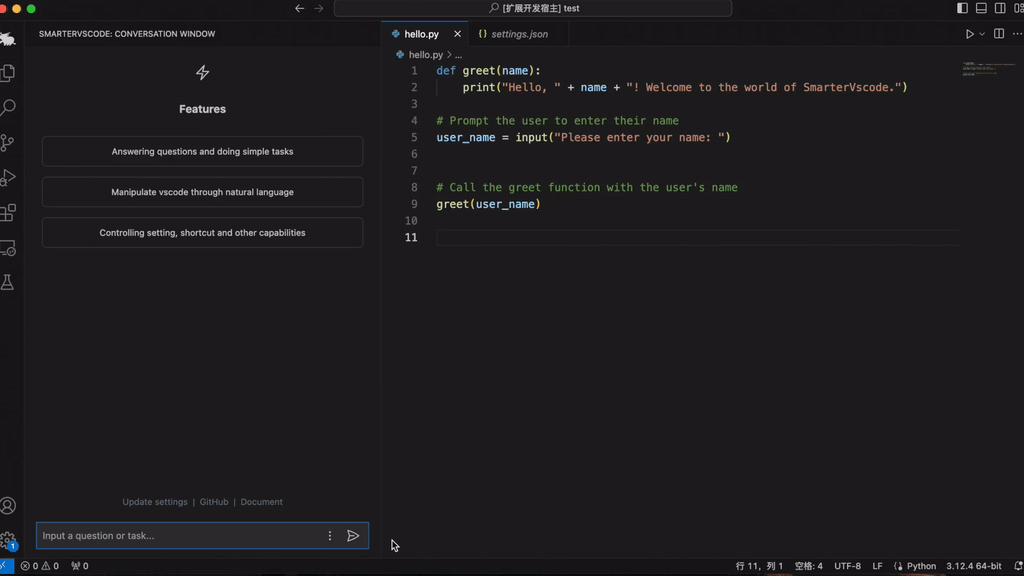 [扩展开发宿主] test
SMARTERVSCODE: CONVERSATION WINDOW
Features
Answering questions and doing simple tasks
Manipulate vscode through natural language
Controlling setting, shortcut and other capabilities
Update settings | GitHub | Document
Input a question or task...
hello.py
{} settings.json
hello.py > ...
1 def greet(name):
2 print("Hello, " + name + "! Welcome to the world of SmarterVscode.")
3
4 # Prompt the user to enter their name
5 user_name = input("Please enter your name: ")
6
7
8 # Call the greet function with the user's name
9 greet(user_name)
10
11
1
0 0 0
行 11，列 1 空格: 4 UTF-8 LF Python 3.12.4 64-bit